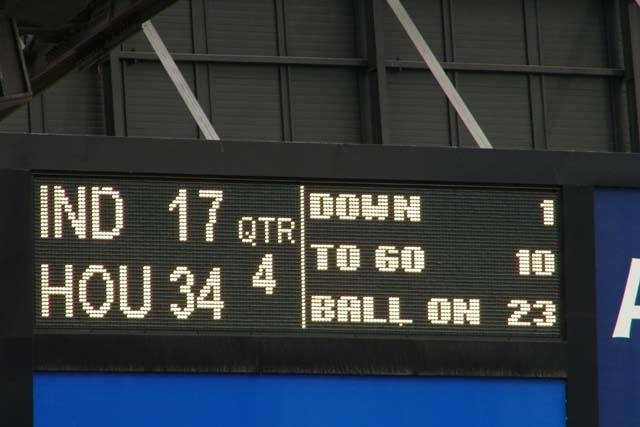 IND 17
HOU 34
QTR
4
DOWN 1
TO GO 10
BALL ON 23
A